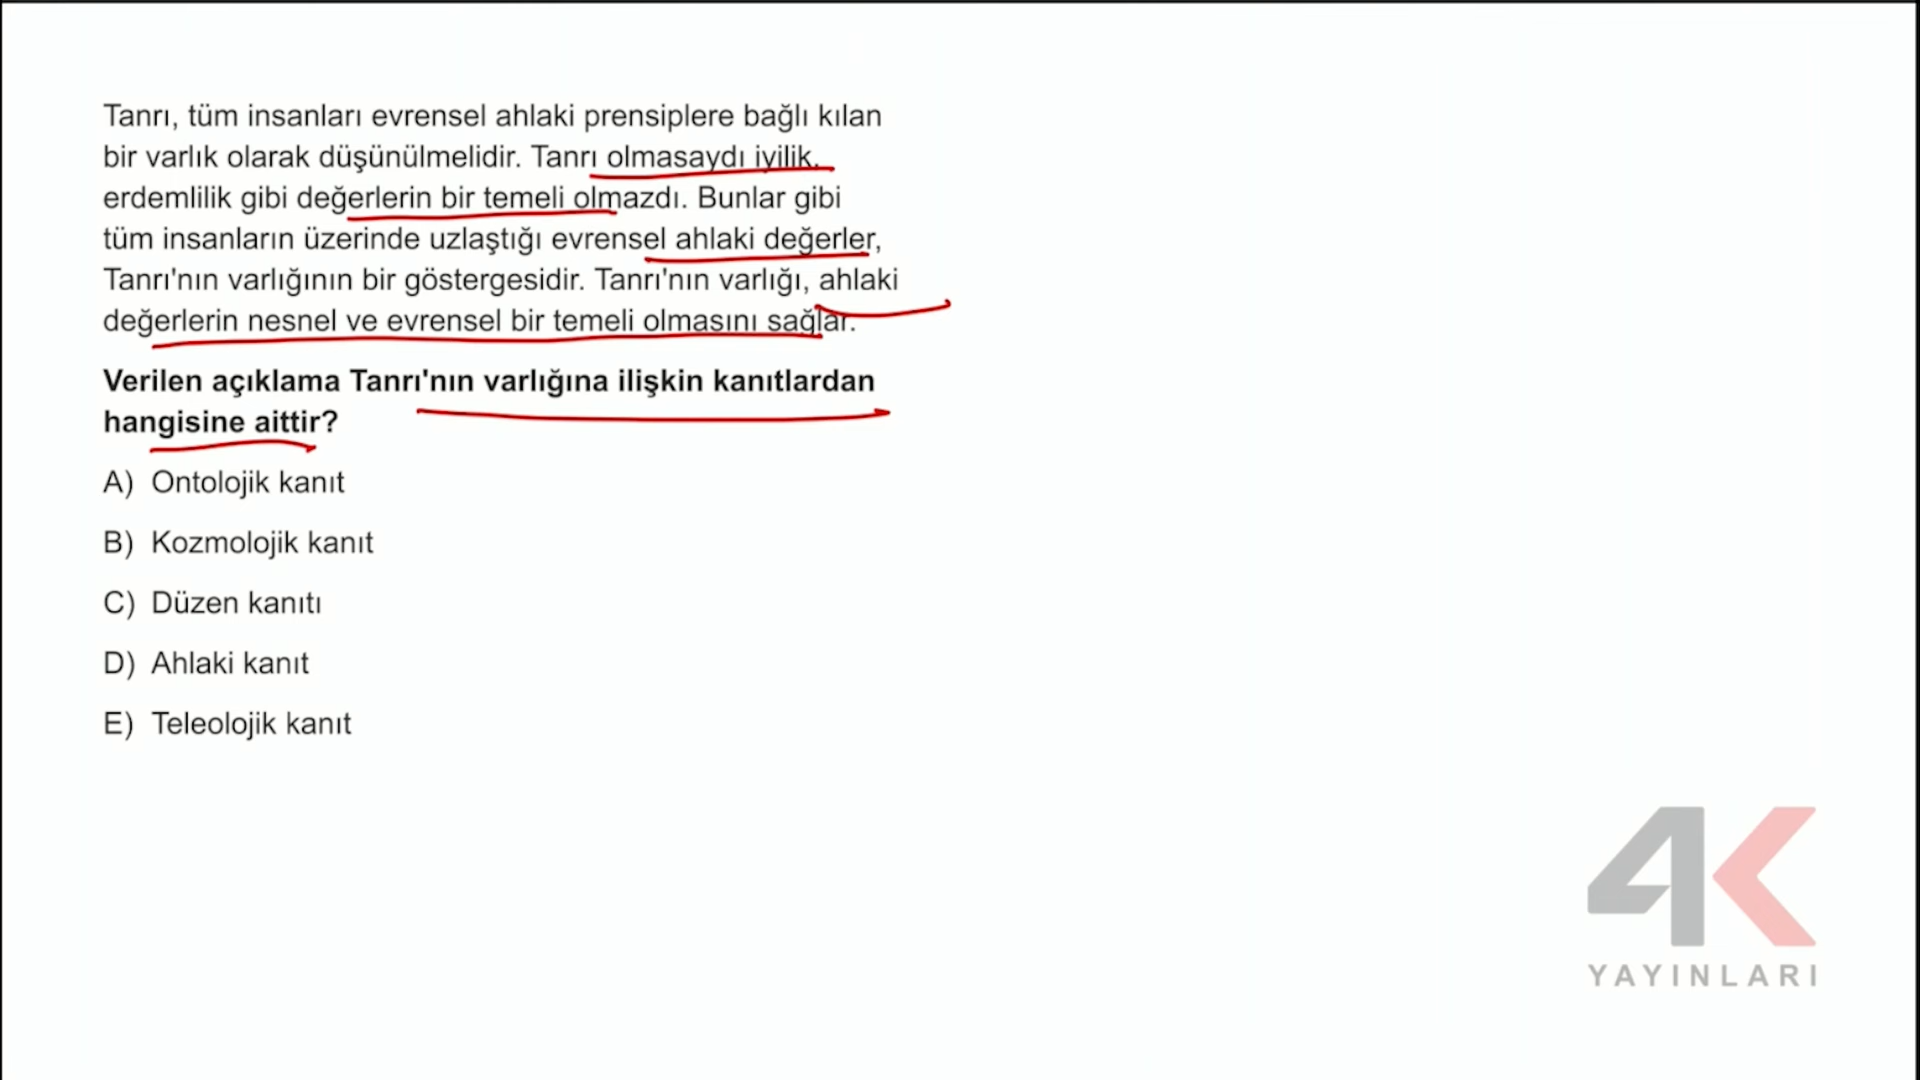 Tanrı, tüm insanları evrensel ahlaki prensiplere bağlı kılan
bir varlık olarak düşünülmelidir. Tanrı olmasaydı iyilik,
erdemlilik gibi değerlerin bir temeli olmazdı. Bunlar gibi
tüm insanların üzerinde uzlaştığı evrensel ahlaki değerler,
Tanrı'nın varlığının bir göstergesidir. Tanrı'nın varlığı, ahlaki
değerlerin nesnel ve evrensel bir temeli olmasını sağlar.
Verilen açıklama Tanrı'nın varlığına ilişkin kanıtlardan
hangisine aittir?
A) Ontolojik kanıt
B) Kozmolojik kanıt
C) Düzen kanıtı
D) Ahlaki kanıt
E) Teleolojik kanıt
4K
YAYINLARI